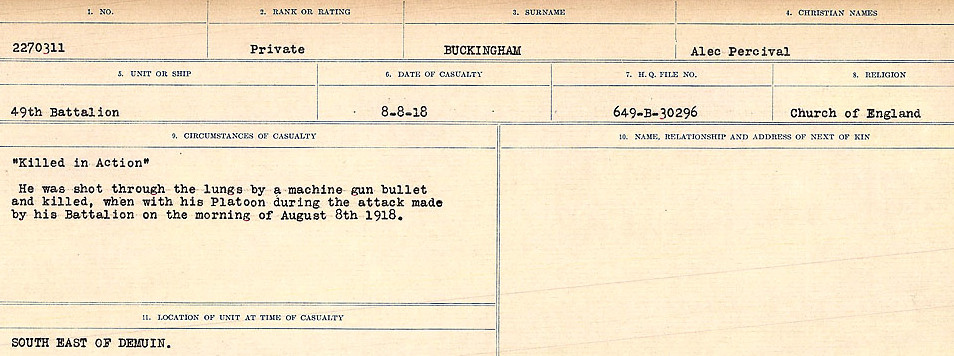 1. NO. 2. RANK OR RATING 3. SURNAME 4. CHRISTIAN NAMES
2270311 Private BUCKINGHAM Alec Percival
5. UNIT OR SHIP 6. DATE OF CASUALTY 7. H. Q. FILE NO. 8. RELIGION
49th Battalion 8-8-18 649-B-30296 Church of England
9. CIRCUMSTANCES OF CASUALTY 10. NAME, RELATIONSHIP AND ADDRESS OF NEXT OF KIN
"Killed in Action"
He was shot through the lungs by a machine gun bullet
and killed, when with his Platoon during the attack made
by his Battalion on the morning of August 8th 1918.
11. LOCATION OF UNIT AT TIME OF CASUALTY
SOUTH EAST OF DEMUIN.